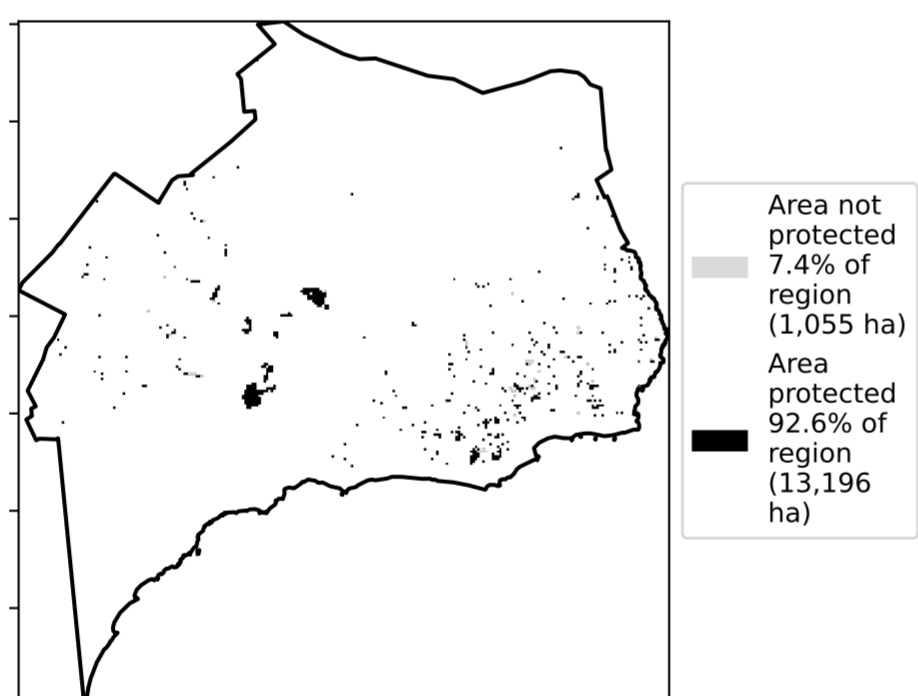 Area not
protected
7.4% of
region
(1,055 ha)
Area
protected
92.6% of
region
(13,196
ha)